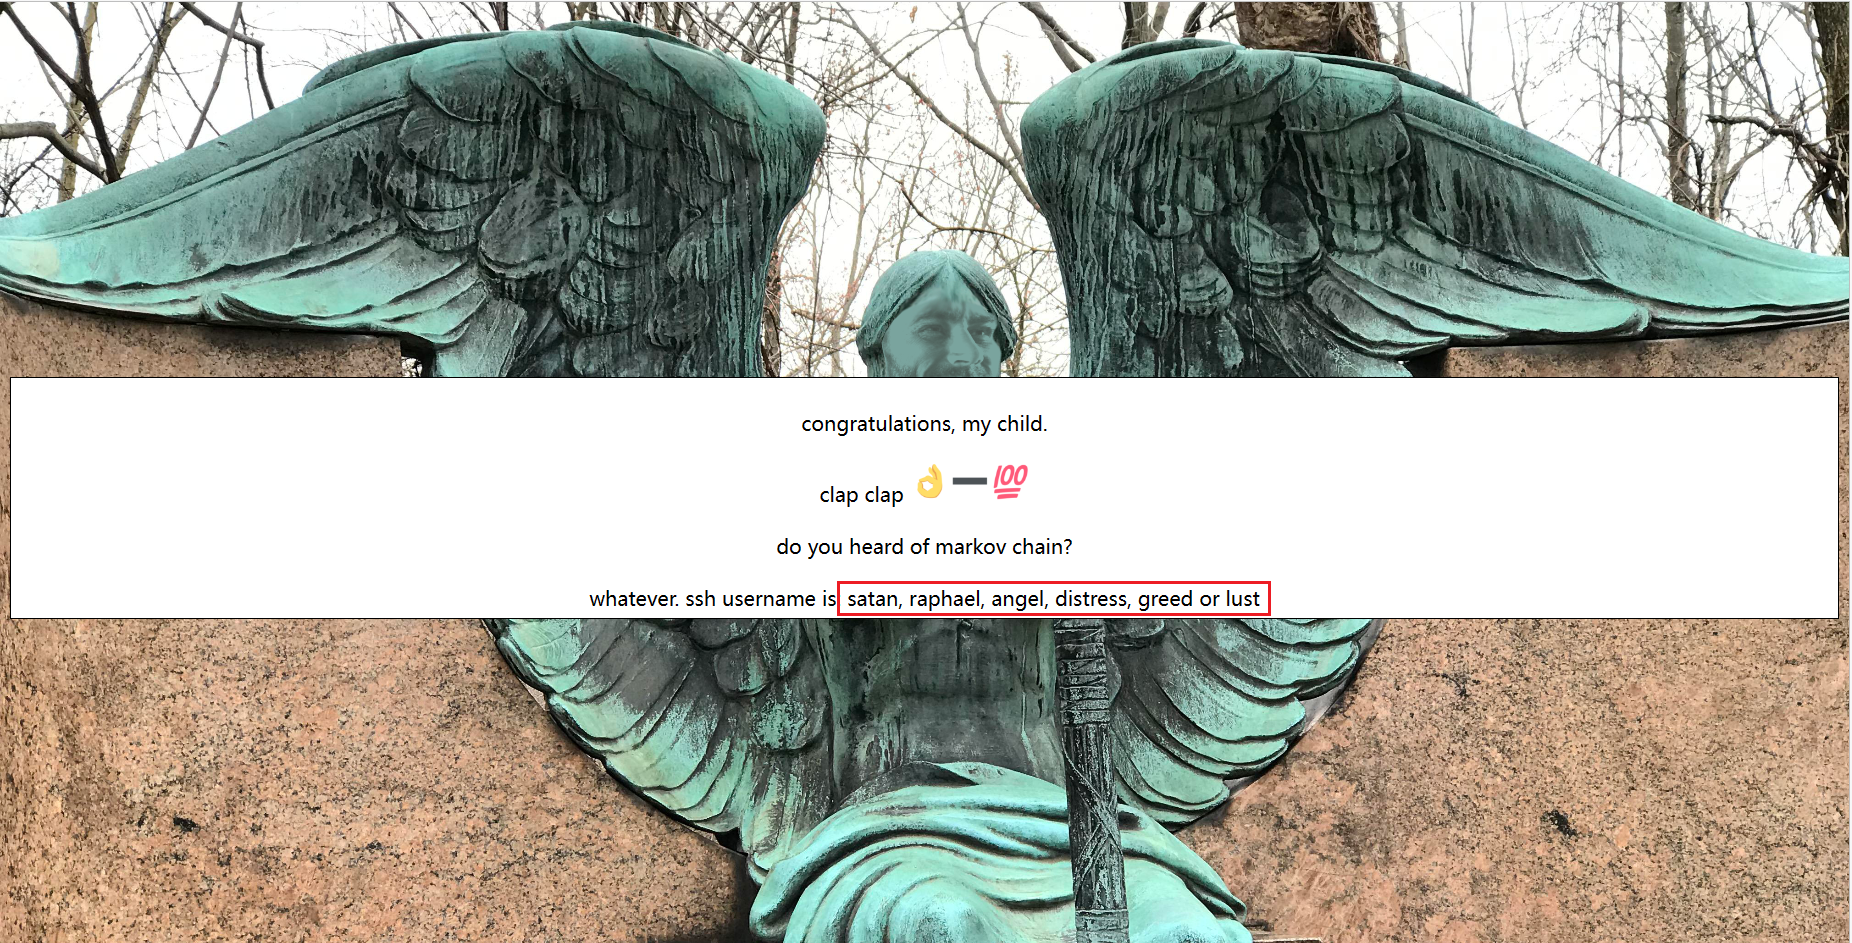 congratulations, my child.
clap clap 👌➖💯
do you heard of markov chain?
whatever. ssh username is satan, raphael, angel, distress, greed or lust